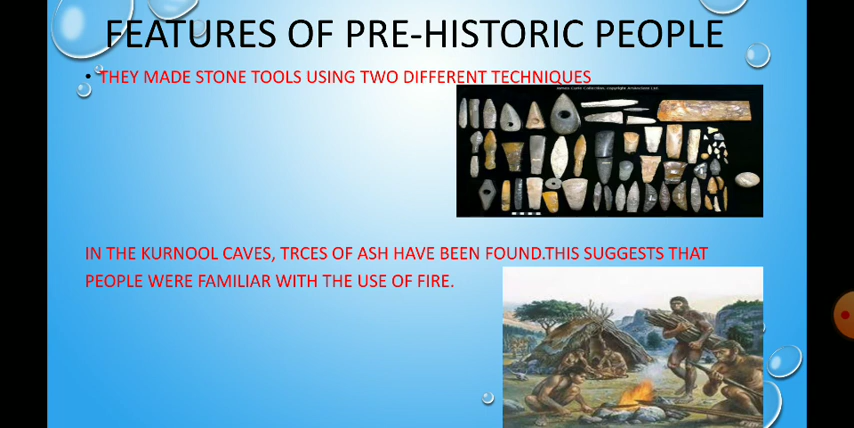 FEATURES OF PRE-HISTORIC PEOPLE
• THEY MADE STONE TOOLS USING TWO DIFFERENT TECHNIQUES
IN THE KURNOOL CAVES, TRCES OF ASH HAVE BEEN FOUND.THIS SUGGESTS THAT
PEOPLE WERE FAMILIAR WITH THE USE OF FIRE.